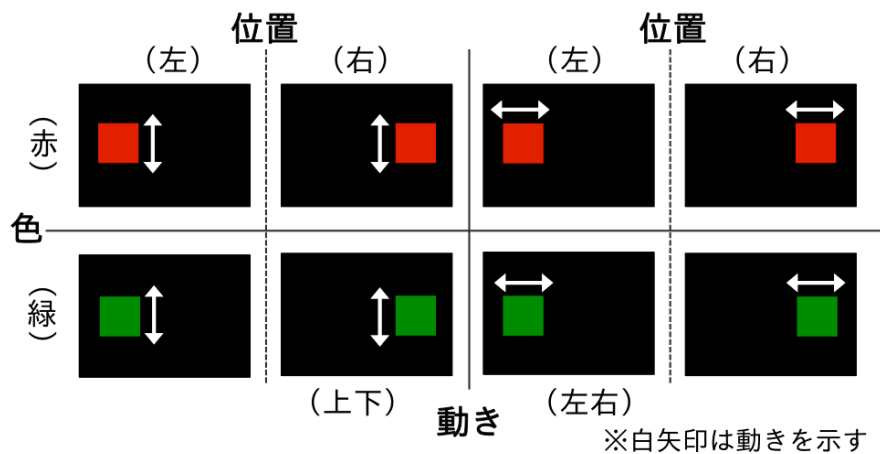 位置
位置
（左）
（右）
（左）
（右）
（赤）
色
（緑）
（上下）
（左右）
動き
※白矢印は動きを示す